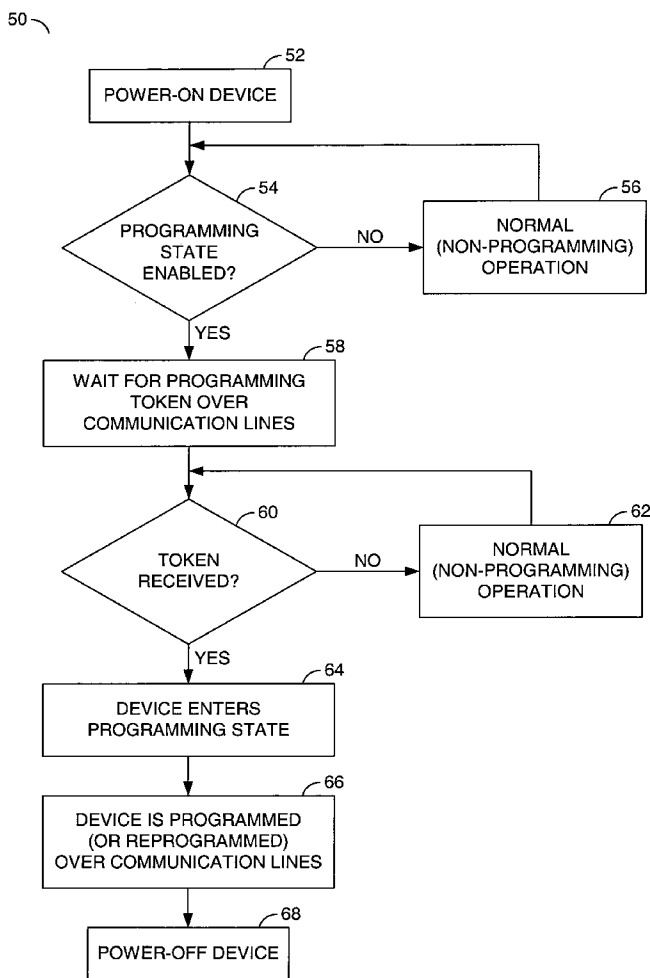 50
52
POWER-ON DEVICE
54
PROGRAMMING
STATE
ENABLED?
NO
56
NORMAL
(NON-PROGRAMMING)
OPERATION
YES
58
WAIT FOR PROGRAMMING
TOKEN OVER
COMMUNICATION LINES
60
TOKEN
RECEIVED?
NO
62
NORMAL
(NON-PROGRAMMING)
OPERATION
YES
64
DEVICE ENTERS
PROGRAMMING STATE
66
DEVICE IS PROGRAMMED
(OR REPROGRAMMED)
OVER COMMUNICATION LINES
68
POWER-OFF DEVICE